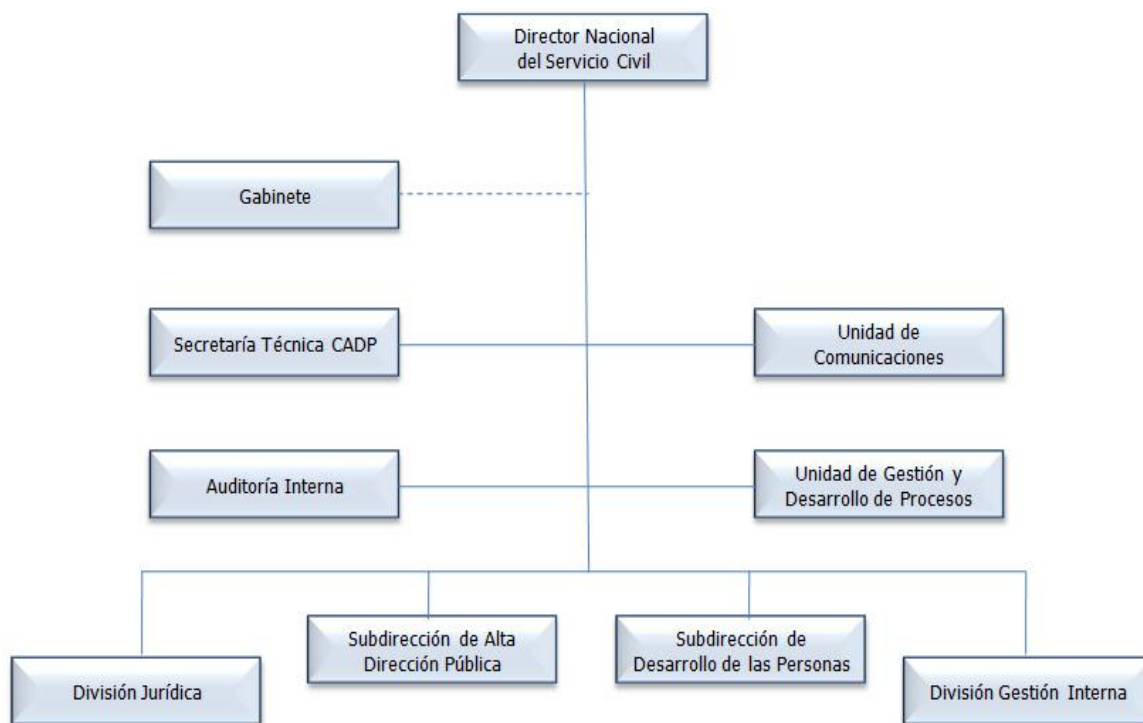 Director Nacional
del Servicio Civil
Gabinete
Secretaría Técnica CADP
Unidad de
Comunicaciones
Auditoría Interna
Unidad de Gestión y
Desarrollo de Procesos
División Jurídica
Subdirección de Alta
Dirección Pública
Subdirección de
Desarrollo de las Personas
División Gestión Interna